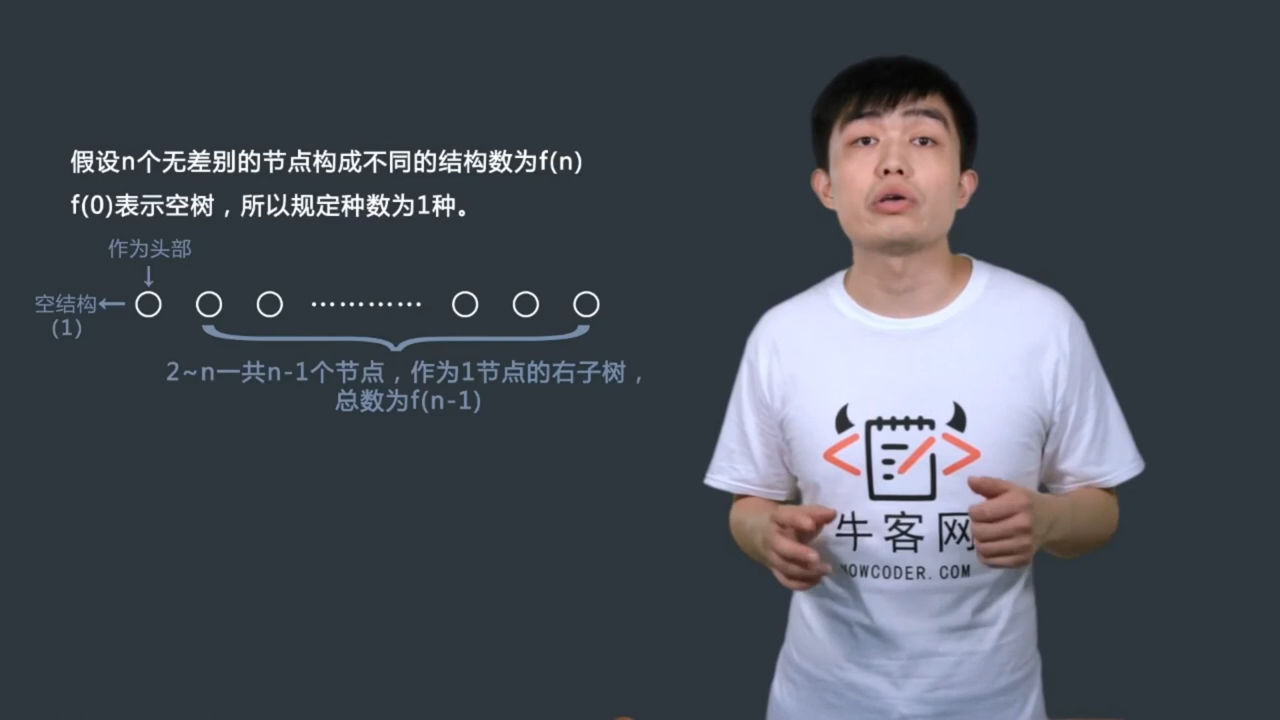 假设n个无差别的节点构成不同的结构数为f(n)
f(0)表示空树，所以规定种数为1种。
作为头部
空结构
(1)
…………
2~n一共n-1个节点，作为1节点的右子树，
总数为f(n-1)
牛客网
NOWCODER.COM